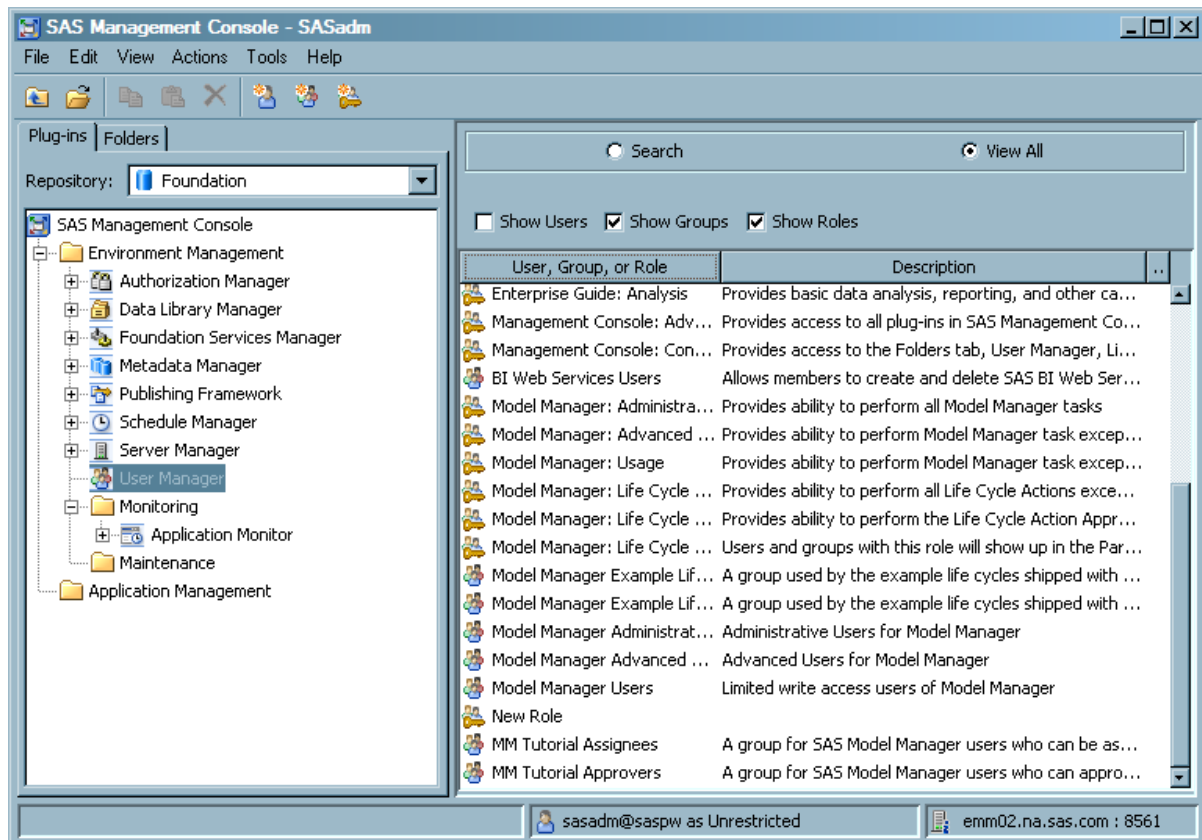 SAS Management Console - SASadm
File Edit View Actions Tools Help
Plug-ins Folders
Repository: Foundation
SAS Management Console
Environment Management
Authorization Manager
Data Library Manager
Foundation Services Manager
Metadata Manager
Publishing Framework
Schedule Manager
Server Manager
User Manager
Monitoring
Application Monitor
Maintenance
Application Management
Search View All
Show Users Show Groups Show Roles
User, Group, or Role Description ..
Enterprise Guide: Analysis Provides basic data analysis, reporting, and other ca...
Management Console: Adv... Provides access to all plug-ins in SAS Management Co...
Management Console: Con... Provides access to the Folders tab, User Manager, Li...
BI Web Services Users Allows members to create and delete SAS BI Web Ser...
Model Manager: Administra... Provides ability to perform all Model Manager tasks
Model Manager: Advanced ... Provides ability to perform Model Manager task excep...
Model Manager: Usage Provides ability to perform Model Manager task excep...
Model Manager: Life Cycle ... Provides ability to perform all Life Cycle Actions exce...
Model Manager: Life Cycle ... Provides ability to perform the Life Cycle Action Appr...
Model Manager: Life Cycle ... Users and groups with this role will show up in the Par...
Model Manager Example Lif... A group used by the example life cycles shipped with ...
Model Manager Example Lif... A group used by the example life cycles shipped with ...
Model Manager Administrat... Administrative Users for Model Manager
Model Manager Advanced ... Advanced Users for Model Manager
Model Manager Users Limited write access users of Model Manager
New Role
MM Tutorial Assignees A group for SAS Model Manager users who can be as...
MM Tutorial Approvers A group for SAS Model Manager users who can appro...
sasadm@saspw as Unrestricted emm02.na.sas.com : 8561